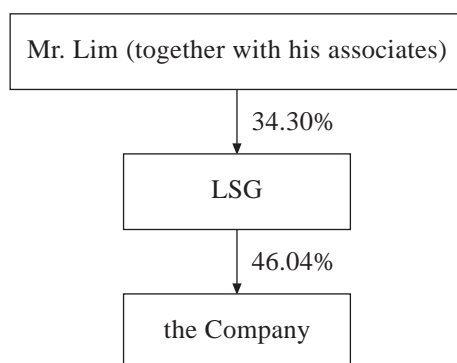 Mr. Lim (together with his associates)
34.30%
LSG
46.04%
the Company